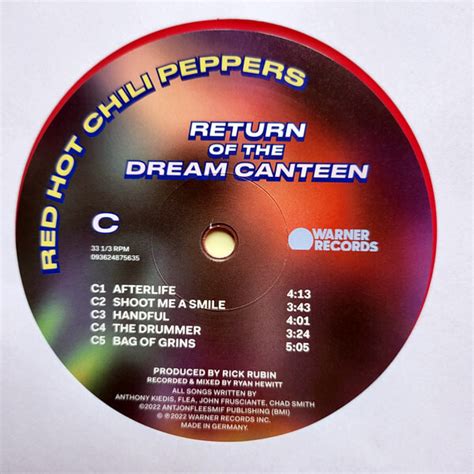 RED HOT CHILI PEPPERS
RETURN
OF THE
DREAM CANTEEN
C
WARNER
RECORDS
33 1/3 RPM
093624875635
C1 AFTERLIFE 4:13
C2 SHOOT ME A SMILE 3:43
C3 HANDFUL 4:01
C4 THE DRUMMER 3:24
C5 BAG OF GRINS 5:05
PRODUCED BY RICK RUBIN
RECORDED & MIXED BY RYAN HEWITT
ALL SONGS WRITTEN BY
ANTHONY KIEDIS, FLEA, JOHN FRUSCIANTE, CHAD SMITH
©2022 ANTJONFLEESMIF PUBLISHING (BMI)
© ℗ 2022 WARNER RECORDS INC.
MADE IN GERMANY.